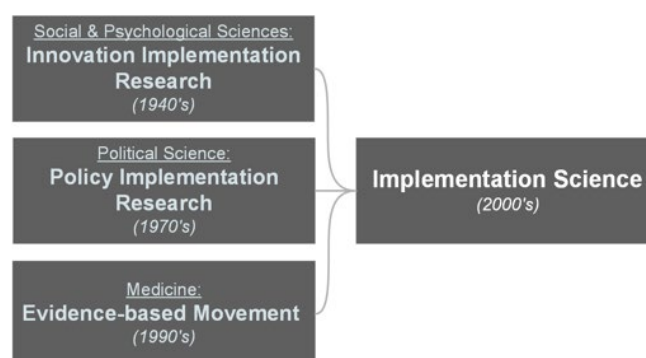 Social & Psychological Sciences:
Innovation Implementation
Research
(1940's)
Political Science:
Policy Implementation
Research
(1970's)
Medicine:
Evidence-based Movement
(1990's)
Implementation Science
(2000's)